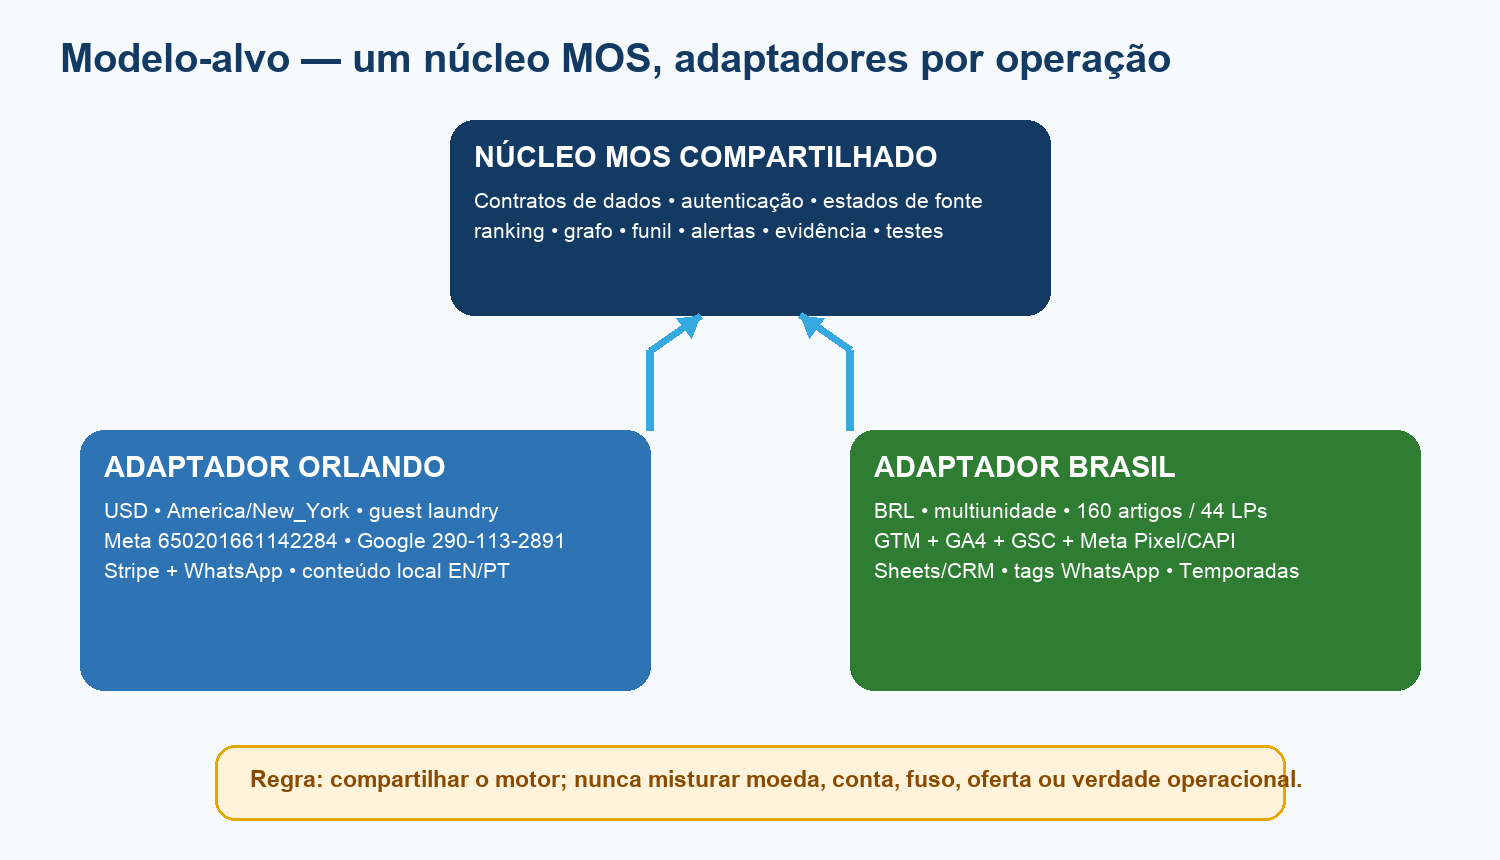 Modelo-alvo — um núcleo MOS, adaptadores por operação
NÚCLEO MOS COMPARTILHADO
Contratos de dados • autenticação • estados de fonte
ranking • grafo • funil • alertas • evidência • testes
ADAPTADOR ORLANDO
USD • America/New_York • guest laundry
Meta 650201661142284 • Google 290-113-2891
Stripe + WhatsApp • conteúdo local EN/PT
ADAPTADOR BRASIL
BRL • multiunidade • 160 artigos / 44 LPs
GTM + GA4 + GSC + Meta Pixel/CAPI
Sheets/CRM • tags WhatsApp • Temporadas
Regra: compartilhar o motor; nunca misturar moeda, conta, fuso, oferta ou verdade operacional.